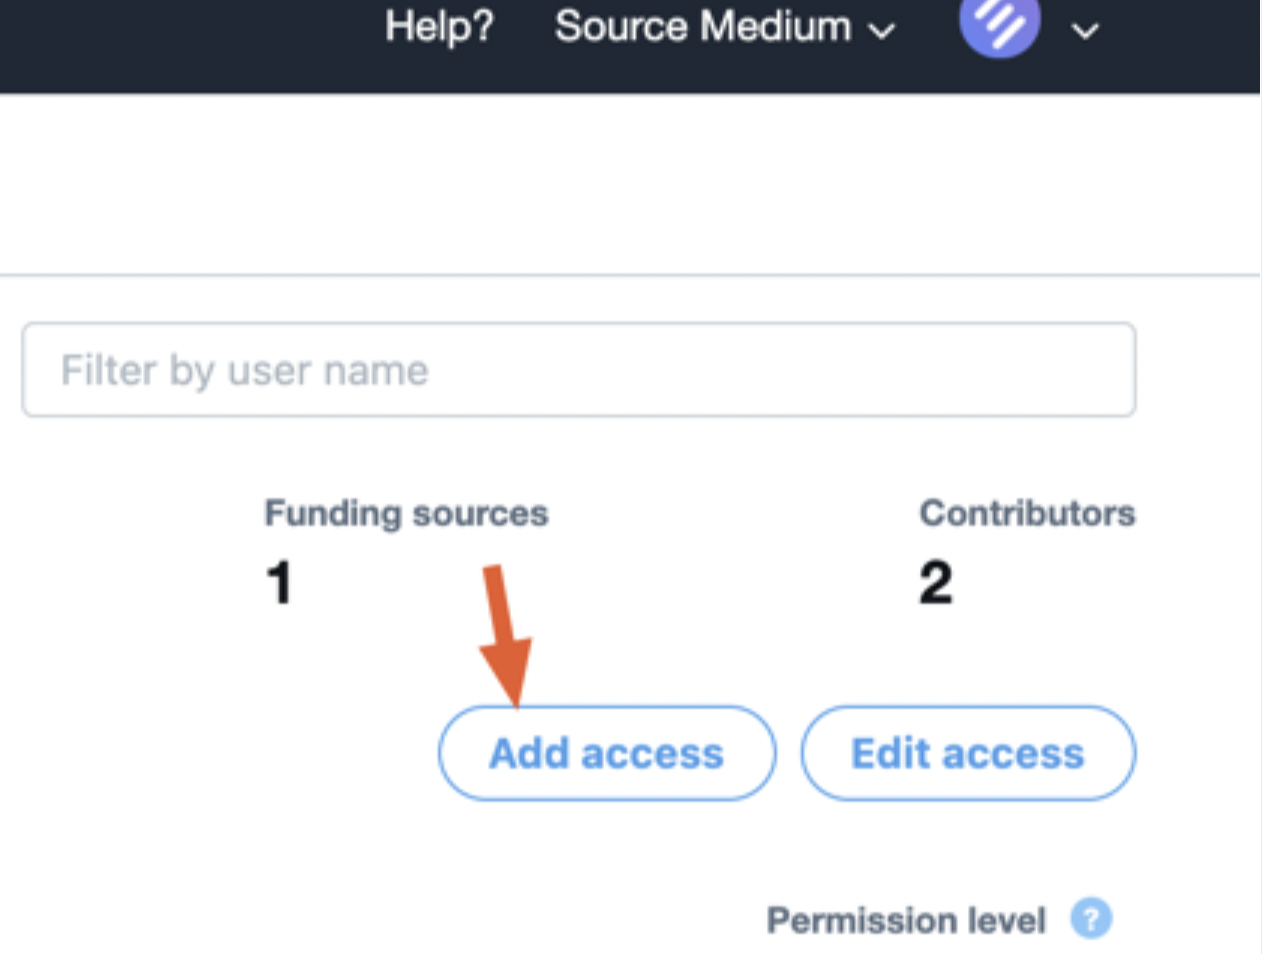 Help? Source Medium
Filter by user name
Funding sources Contributors
1 2
Add access Edit access
Permission level ?